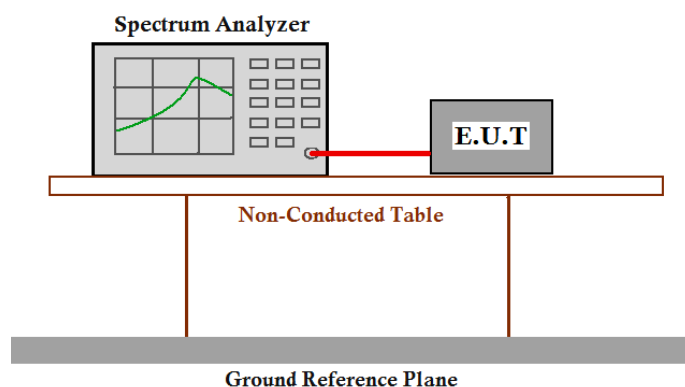 Spectrum Analyzer
E.U.T
Non-Conducted Table
Ground Reference Plane